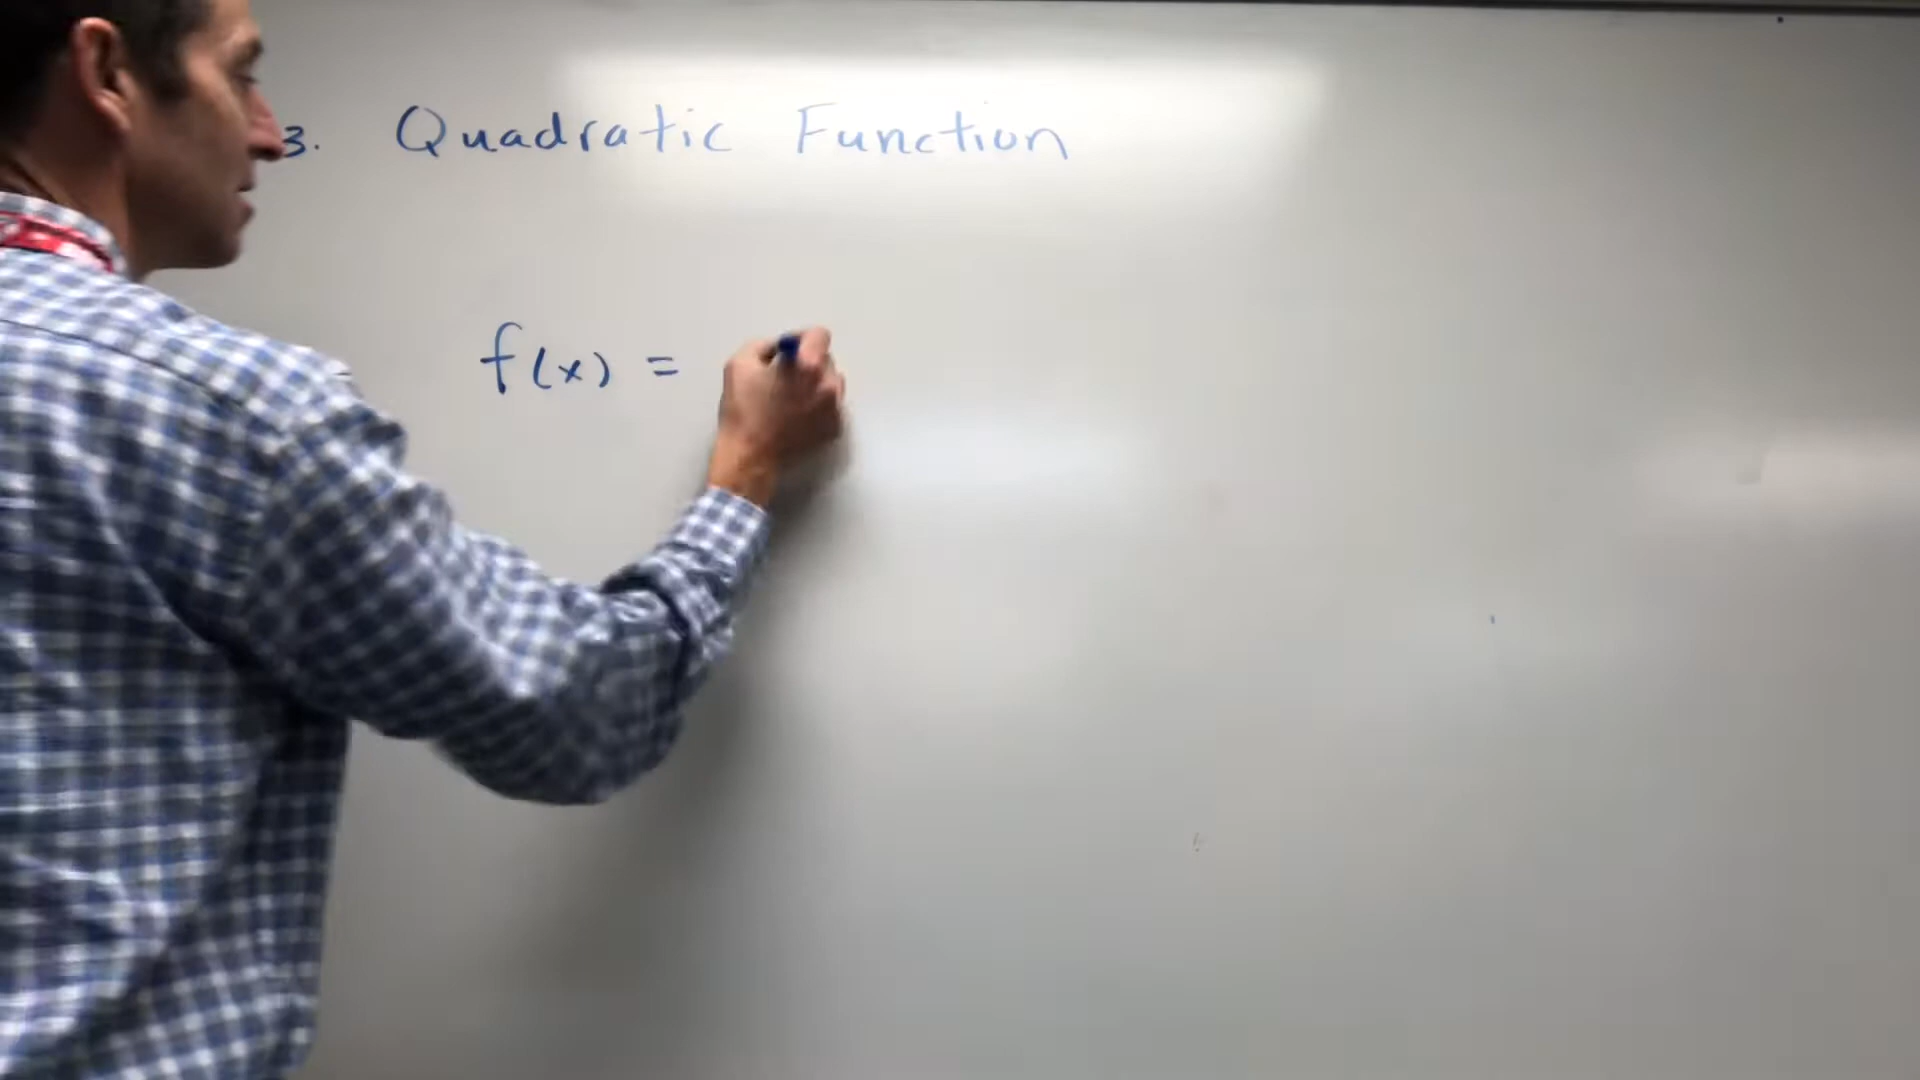 3. Quadratic Function
f(x) =